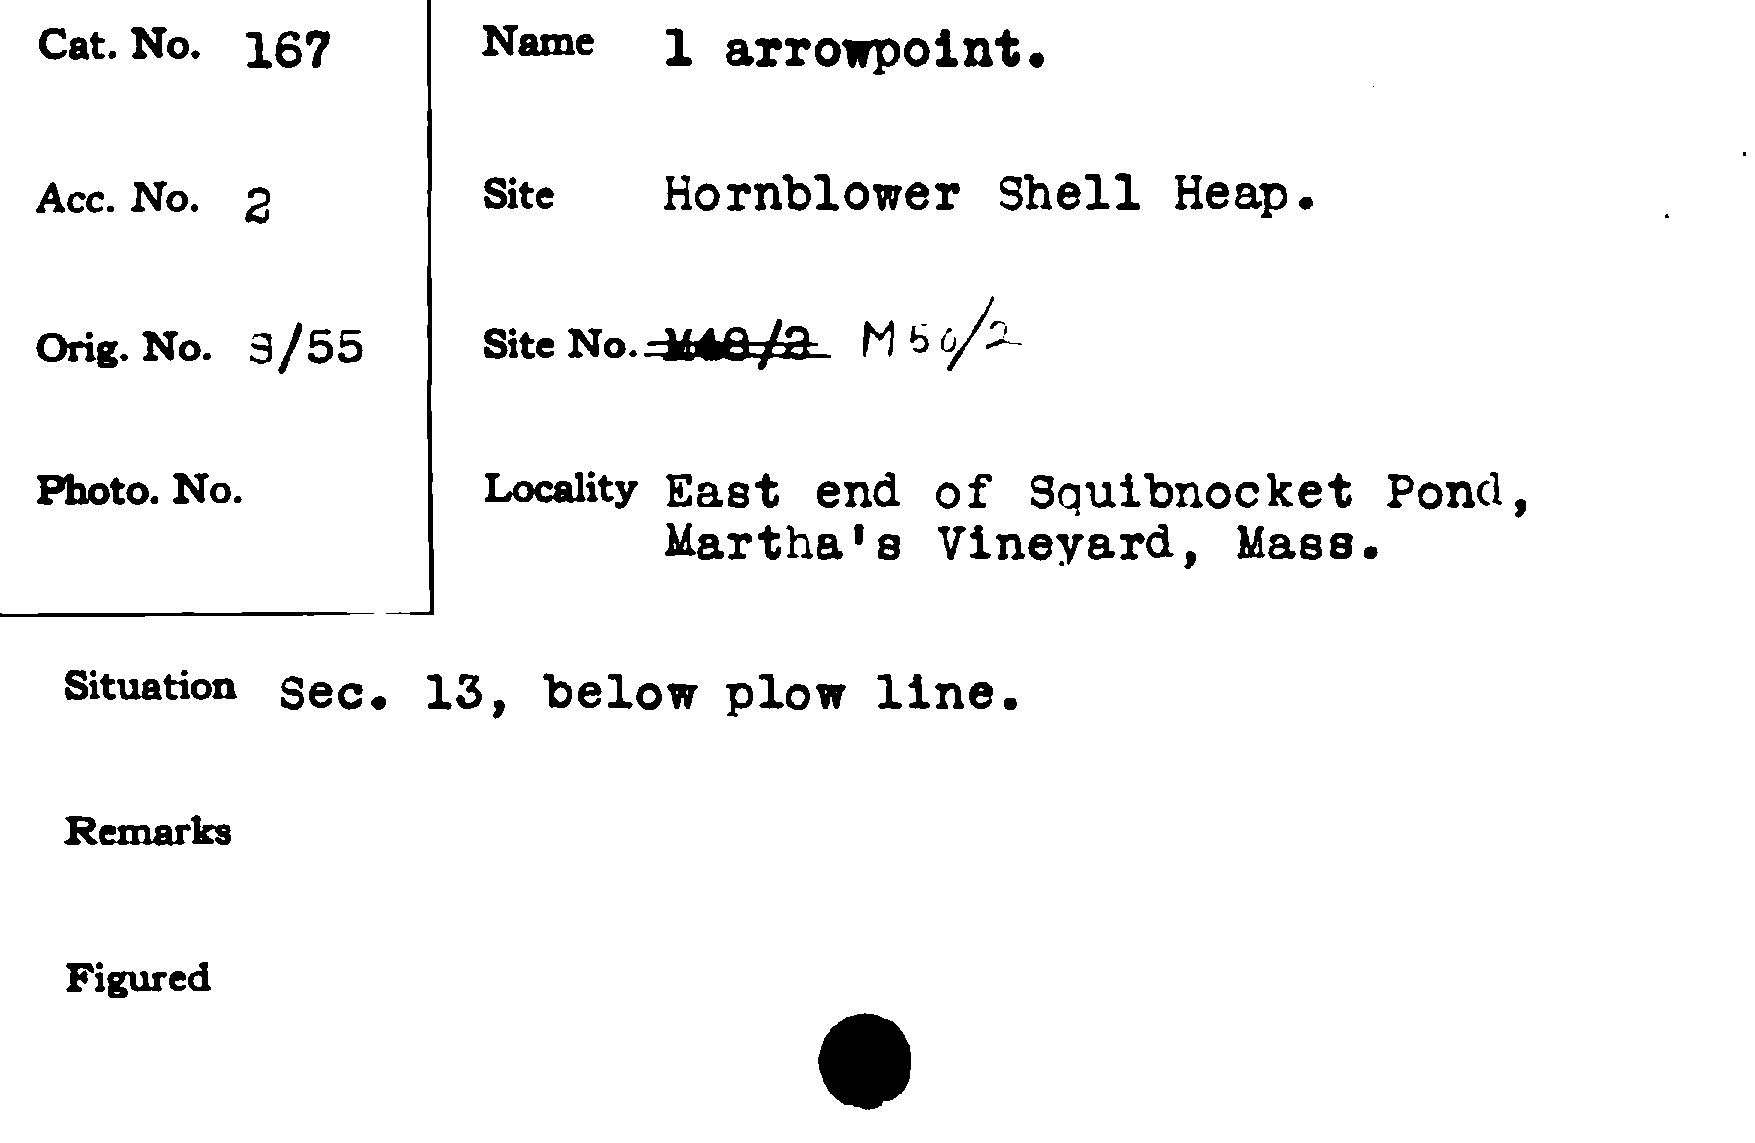 Cat. No. 167
Name 1 arrowpoint.
Acc. No. 2
Site Hornblower Shell Heap.
Orig. No. 3/55
Site No. M50/2
Photo. No.
Locality East end of Squibnocket Pond,
Martha's Vineyard, Mass.
Situation Sec. 13, below plow line.
Remarks
Figured